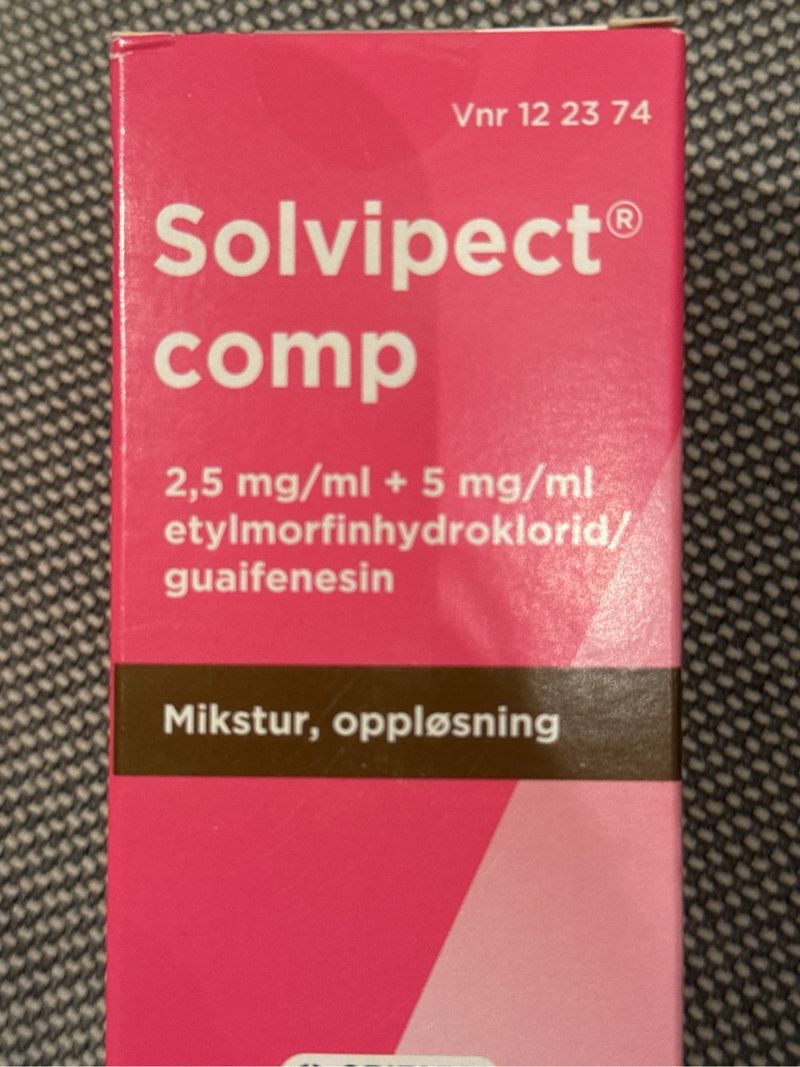 Vnr 12 23 74
Solvipect®
comp
2,5 mg/ml + 5 mg/ml
etylmorfinhydroklorid/
guaifenesin
Mikstur, oppløsning